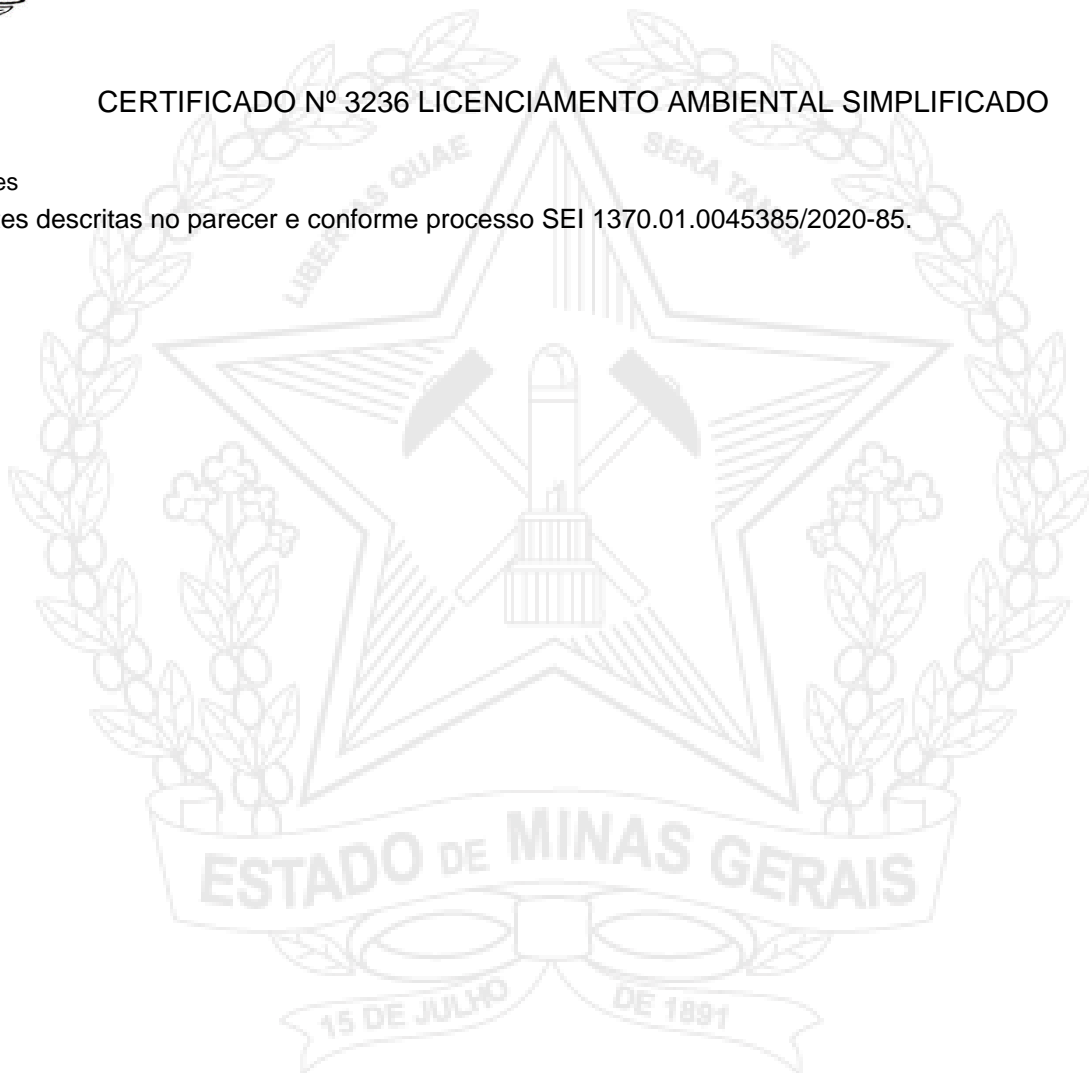 CERTIFICADO Nº 3236 LICENCIAMENTO AMBIENTAL SIMPLIFICADO
es
es descritas no parecer e conforme processo SEI 1370.01.0045385/2020-85.
LIBERTAS QUAE SERA TAMEN
ESTADO DE MINAS GERAIS
15 DE JULHO DE 1891